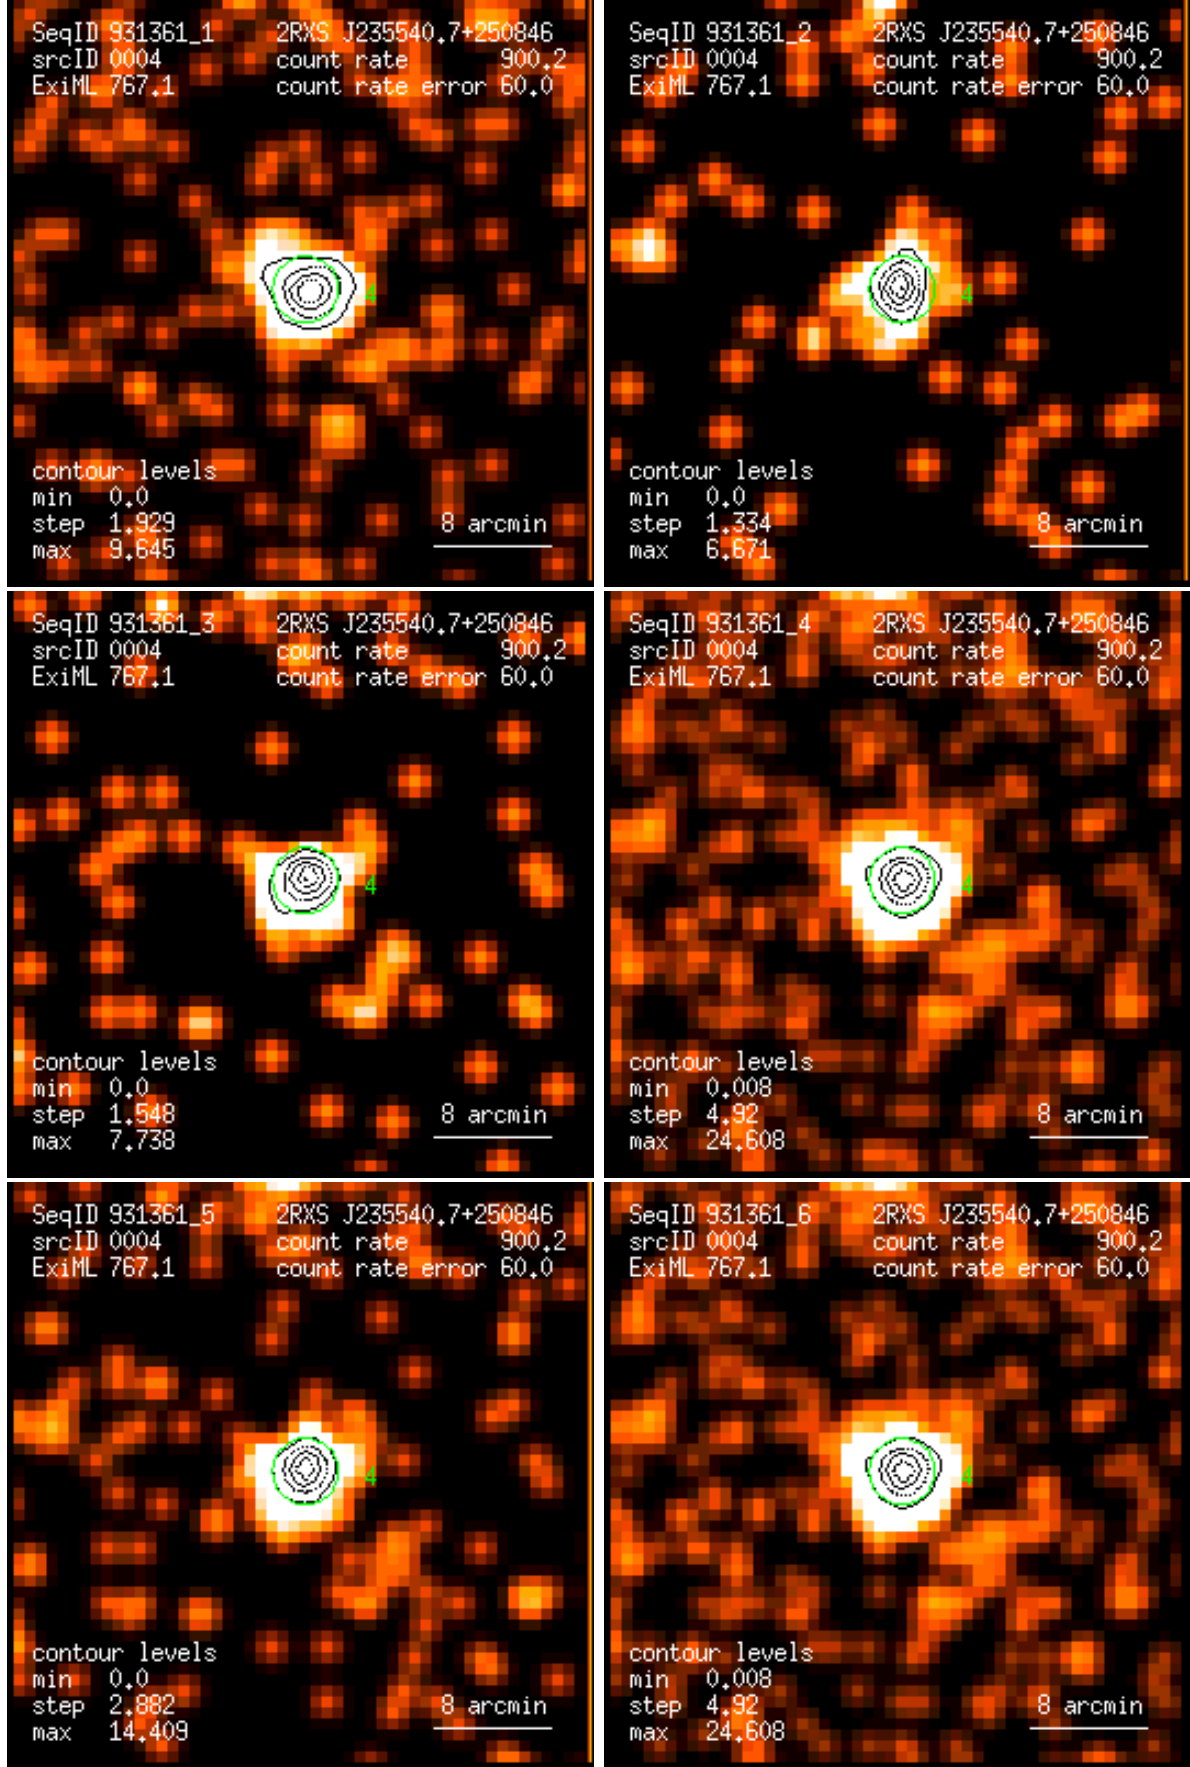 SeqID 931361_1 2RXS J235540.7+250846
srcID 0004 count rate 900.2
ExiML 767.1 count rate error 60.0
4
contour levels
min 0.0
step 1.929 8 arcmin
max 9.645
SeqID 931361_2 2RXS J235540.7+250846
srcID 0004 count rate 900.2
ExiML 767.1 count rate error 60.0
4
contour levels
min 0.0
step 1.334 8 arcmin
max 6.671
SeqID 931361_3 2RXS J235540.7+250846
srcID 0004 count rate 900.2
ExiML 767.1 count rate error 60.0
4
contour levels
min 0.0
step 1.548 8 arcmin
max 7.738
SeqID 931361_4 2RXS J235540.7+250846
srcID 0004 count rate 900.2
ExiML 767.1 count rate error 60.0
4
contour levels
min 0.008
step 4.92 8 arcmin
max 24.608
SeqID 931361_5 2RXS J235540.7+250846
srcID 0004 count rate 900.2
ExiML 767.1 count rate error 60.0
4
contour levels
min 0.0
step 2.882 8 arcmin
max 14.409
SeqID 931361_6 2RXS J235540.7+250846
srcID 0004 count rate 900.2
ExiML 767.1 count rate error 60.0
4
contour levels
min 0.008
step 4.92 8 arcmin
max 24.608